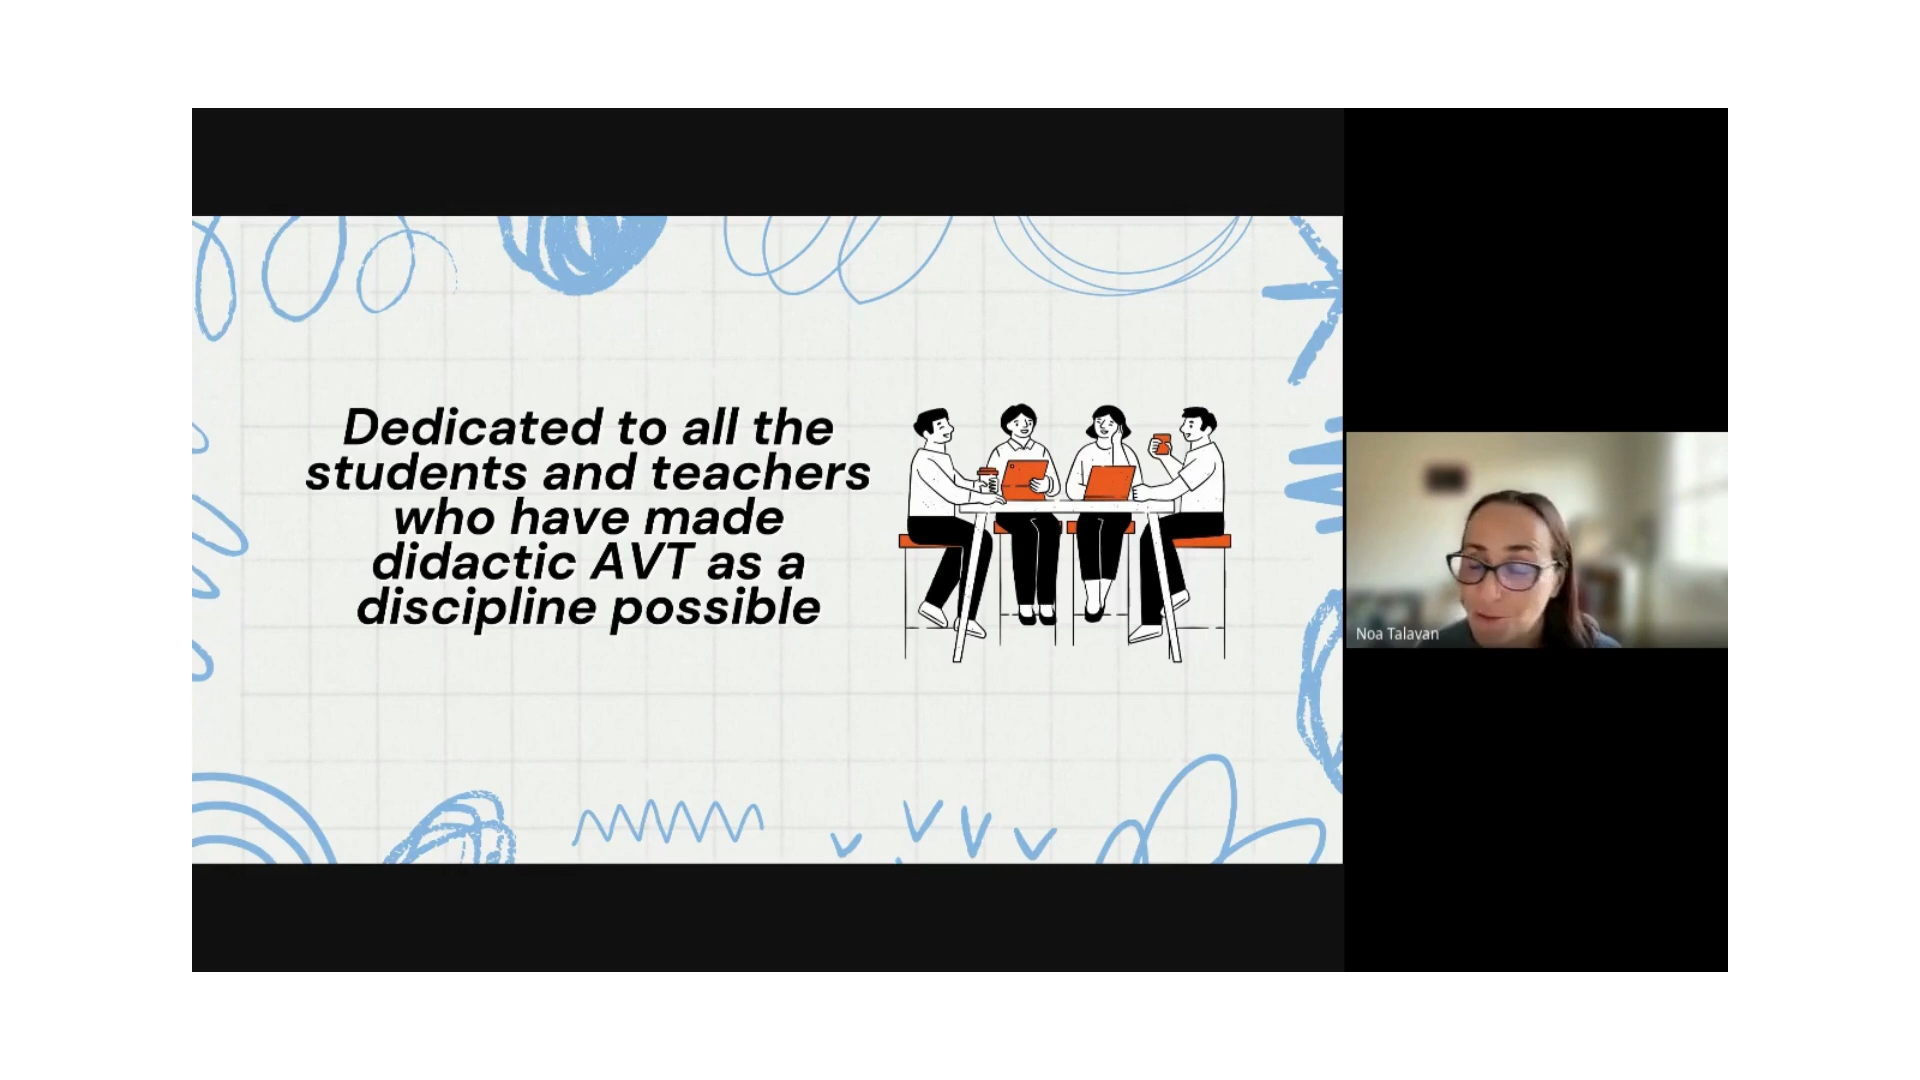 Dedicated to all the
students and teachers
who have made
didactic AVT as a
discipline possible
Noa Talavan